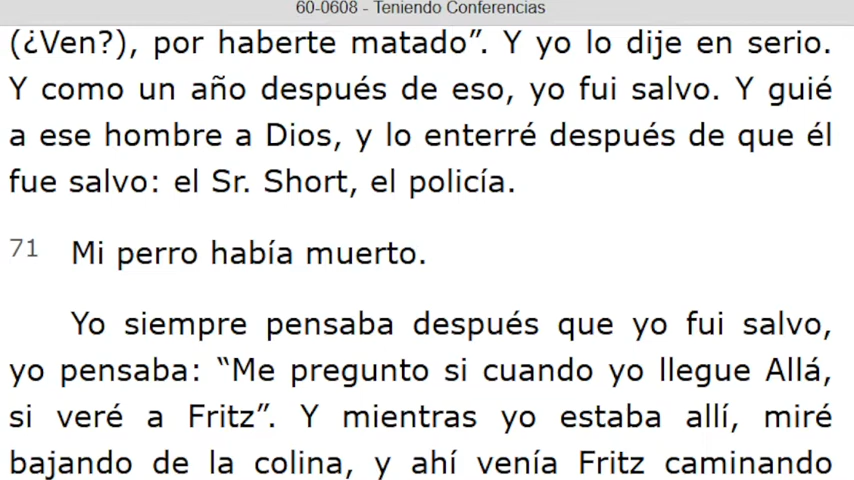 60-0608 - Teniendo Conferencias
(¿Ven?), por haberte matado”. Y yo lo dije en serio.
Y como un año después de eso, yo fui salvo. Y guié
a ese hombre a Dios, y lo enterré después de que él
fue salvo: el Sr. Short, el policía.
71 Mi perro había muerto.
Yo siempre pensaba después que yo fui salvo,
yo pensaba: “Me pregunto si cuando yo llegue Allá,
si veré a Fritz”. Y mientras yo estaba allí, miré
bajando de la colina, y ahí venía Fritz caminando